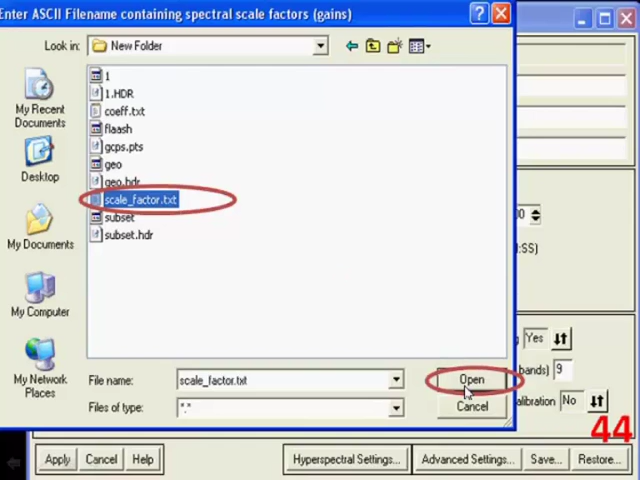 Enter ASCII Filename containing spectral scale factors (gains)
Look in:
New Folder
My Recent
Documents
Desktop
My Documents
My Computer
My Network
Places
1
1.HDR
coeff.txt
flaash
gcps.pts
geo
geo.hdr
scale_factor.txt
subset
subset.hdr
File name:
scale_factor.txt
Open
Files of type:
*.*
Cancel
:SS)
Yes
bands) 9
No
44
Apply
Cancel
Help
Hyperspectral Settings...
Advanced Settings...
Save...
Restore...